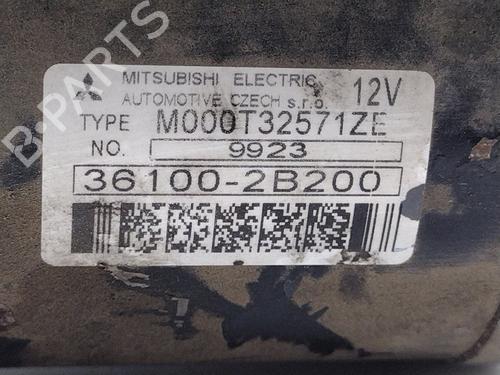 B-PARTS
MITSUBISHI ELECTRIC 12V
AUTOMOTIVE CZECH s.r.o.
TYPE M000T32571ZE
NO. 9923
36100-2B200